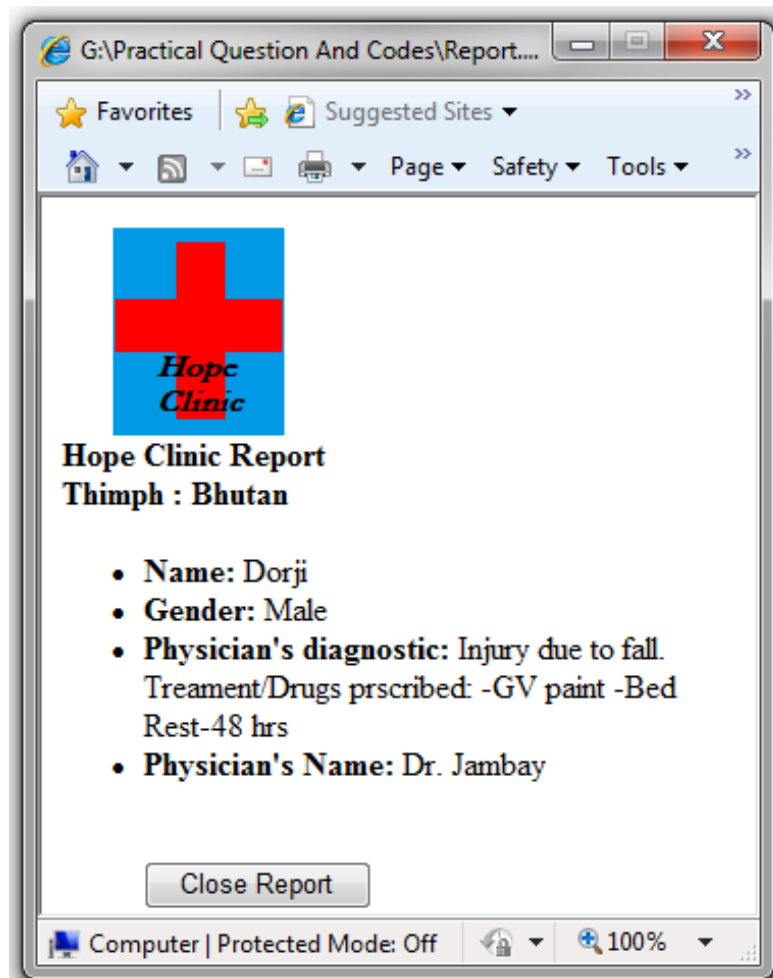 G:\Practical Question And Codes\Report....
Favorites Suggested Sites
Page Safety Tools
Hope
Clinic
Hope Clinic Report
Thimph : Bhutan
• Name: Dorji
• Gender: Male
• Physician's diagnostic: Injury due to fall.
Treament/Drugs prscribed: -GV paint -Bed
Rest-48 hrs
• Physician's Name: Dr. Jambay
Close Report
Computer | Protected Mode: Off 100%